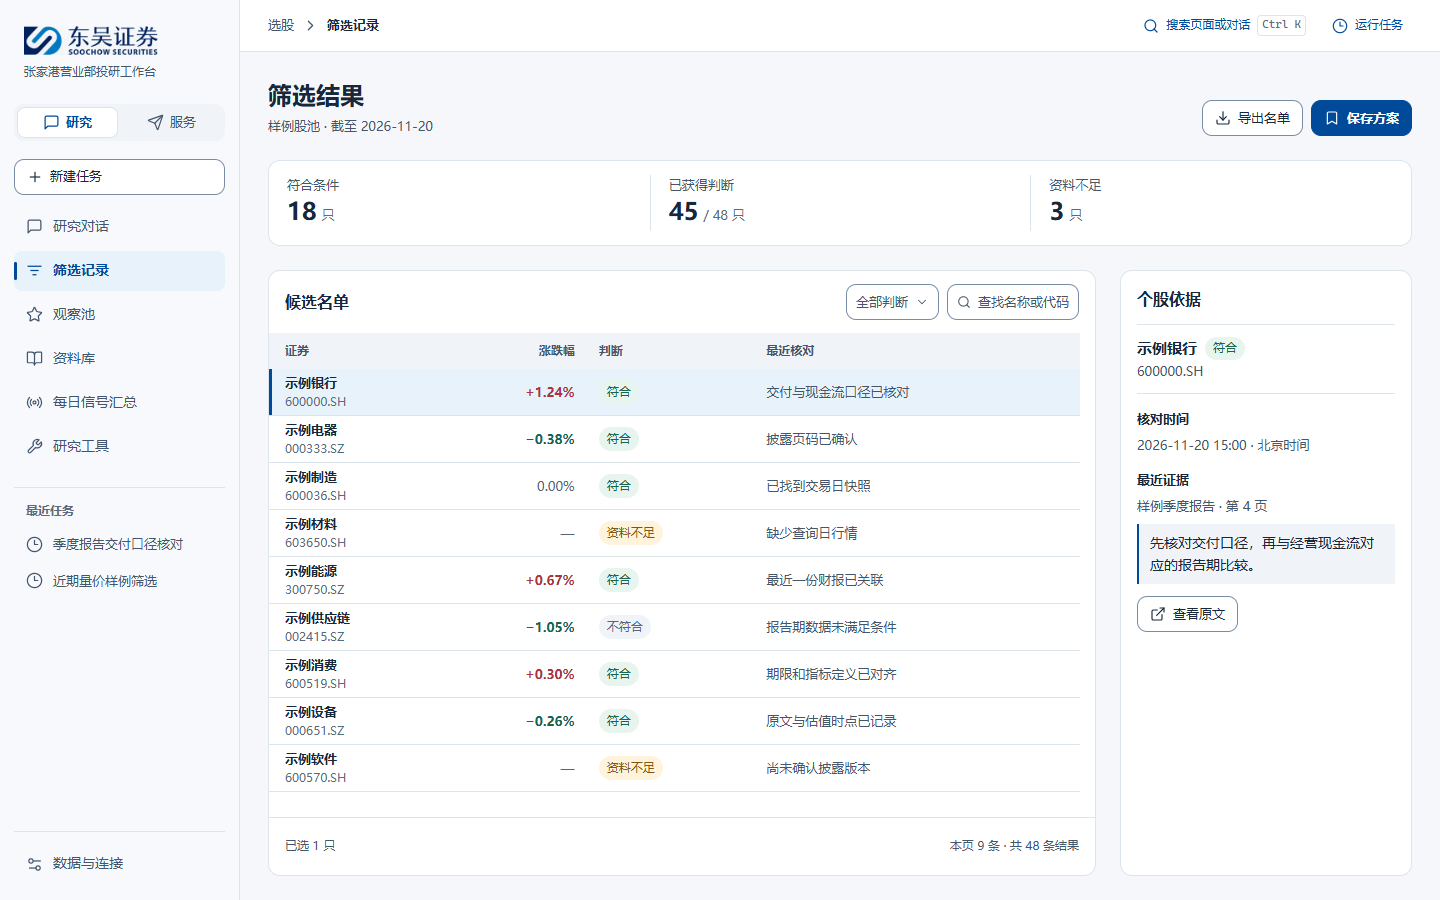 东吴证券
SOOCHOW SECURITIES
张家港营业部投研工作台
研究
服务
新建任务
研究对话
筛选记录
观察池
资料库
每日信号汇总
研究工具
最近任务
季度报告交付口径核对
近期量价样例筛选
数据与连接
选股 > 筛选记录
搜索页面或对话 Ctrl K
运行任务
筛选结果
样例股池 · 截至 2026-11-20
导出名单
保存方案
符合条件
18 只
已获得判断
45 / 48 只
资料不足
3 只
候选名单
全部判断
查找名称或代码
证券 涨跌幅 判断 最近核对
示例银行
600000.SH
+1.24% 符合 交付与现金流口径已核对
示例电器
000333.SZ
−0.38% 符合 披露页码已确认
示例制造
600036.SH
0.00% 符合 已找到交易日快照
示例材料
603650.SH
— 资料不足 缺少查询日行情
示例能源
300750.SZ
+0.67% 符合 最近一份财报已关联
示例供应链
002415.SZ
−1.05% 不符合 报告期数据未满足条件
示例消费
600519.SH
+0.30% 符合 期限和指标定义已对齐
示例设备
000651.SZ
−0.26% 符合 原文与估值时点已记录
示例软件
600570.SH
— 资料不足 尚未确认披露版本
已选 1 只
本页 9 条 · 共 48 条结果
个股依据
示例银行 符合
600000.SH
核对时间
2026-11-20 15:00 · 北京时间
最近证据
样例季度报告 · 第 4 页
先核对交付口径，再与经营现金流对
应的报告期比较。
查看原文